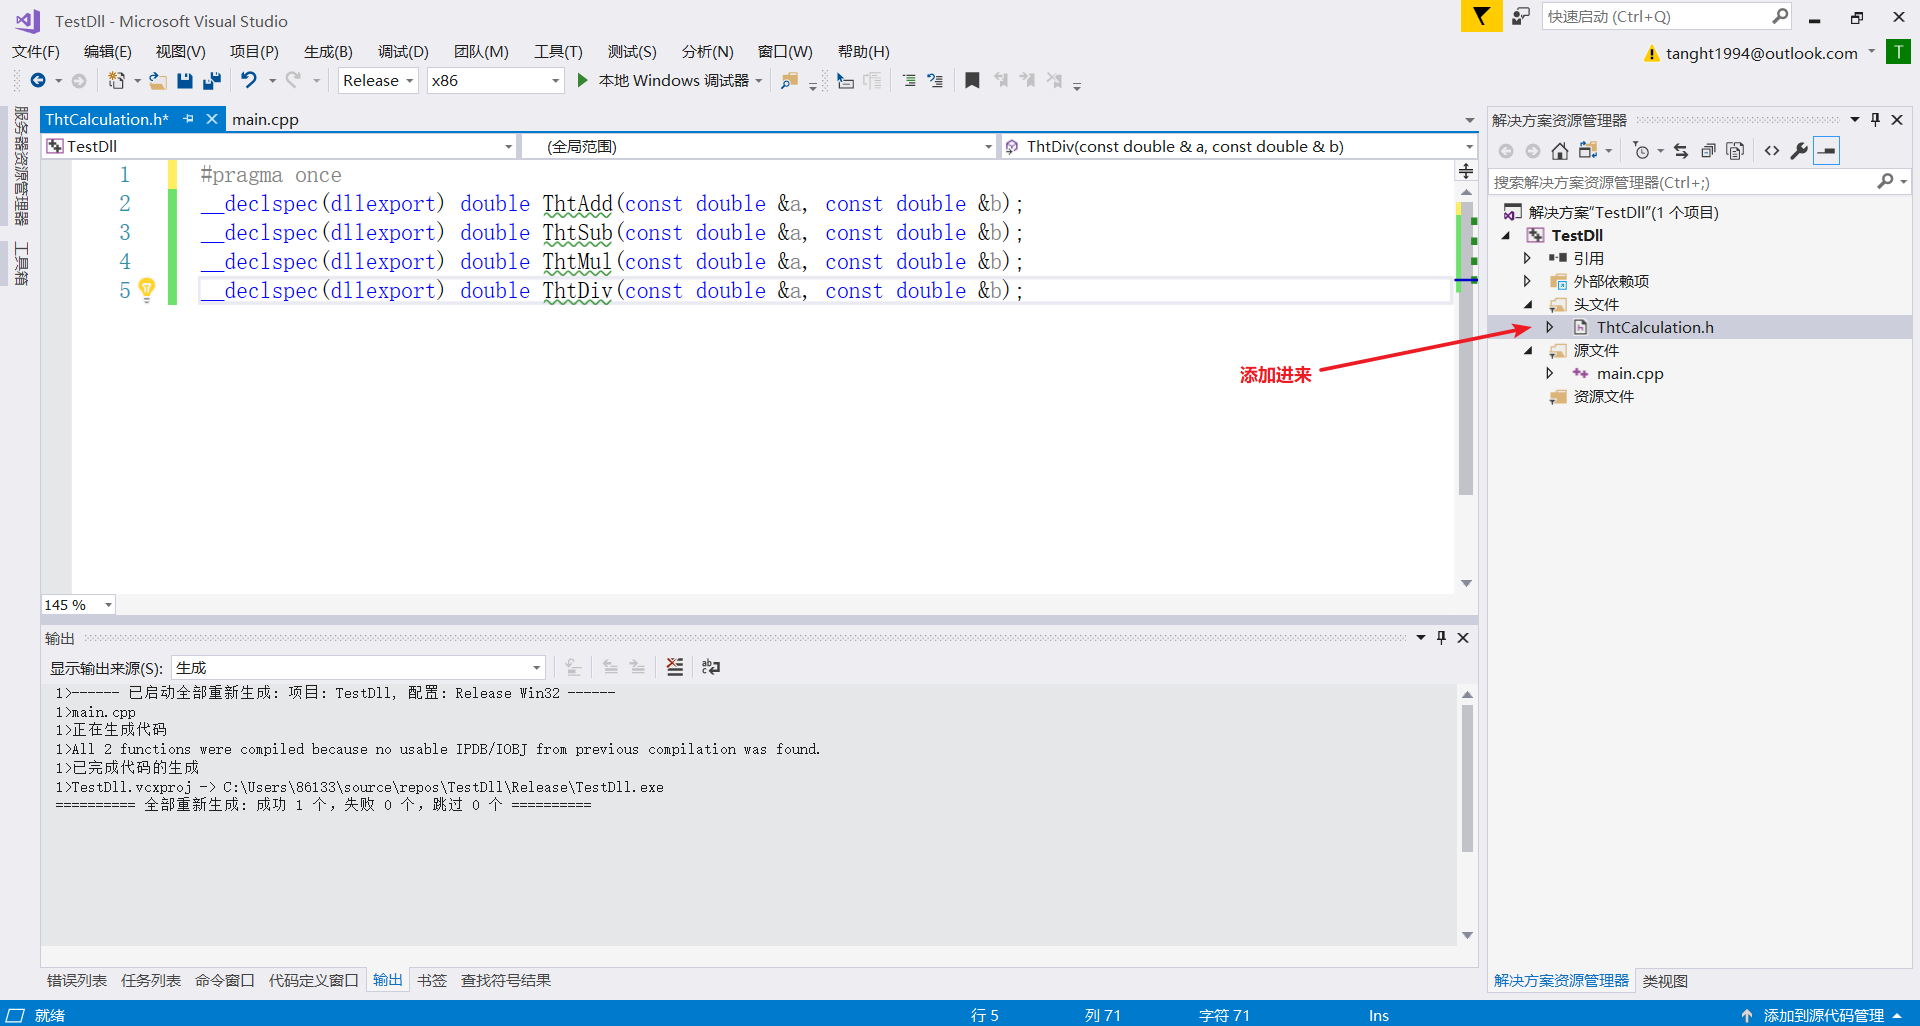 TestDll - Microsoft Visual Studio
快速启动 (Ctrl+Q)
文件(F) 编辑(E) 视图(V) 项目(P) 生成(B) 调试(D) 团队(M) 工具(T) 测试(S) 分析(N) 窗口(W) 帮助(H)
tanght1994@outlook.com T
Release x86 本地 Windows 调试器
服务器资源管理器
工具箱
ThtCalculation.h* main.cpp
TestDll (全局范围) ThtDiv(const double & a, const double & b)
1 #pragma once
2 __declspec(dllexport) double ThtAdd(const double &a, const double &b);
3 __declspec(dllexport) double ThtSub(const double &a, const double &b);
4 __declspec(dllexport) double ThtMul(const double &a, const double &b);
5 __declspec(dllexport) double ThtDiv(const double &a, const double &b);
添加进来
145 %
解决方案资源管理器
搜索解决方案资源管理器(Ctrl+;)
解决方案“TestDll”(1 个项目)
TestDll
引用
外部依赖项
头文件
ThtCalculation.h
源文件
main.cpp
资源文件
输出
显示输出来源(S): 生成
1>------ 已启动全部重新生成: 项目: TestDll, 配置: Release Win32 ------
1>main.cpp
1>正在生成代码
1>All 2 functions were compiled because no usable IPDB/IOBJ from previous compilation was found.
1>已完成代码的生成
1>TestDll.vcxproj -> C:\Users\86133\source\repos\TestDll\Release\TestDll.exe
========== 全部重新生成: 成功 1 个，失败 0 个，跳过 0 个 ==========
错误列表 任务列表 命令窗口 代码定义窗口 输出 书签 查找符号结果
解决方案资源管理器 类视图
就绪 行 5 列 71 字符 71 Ins 添加到源代码管理